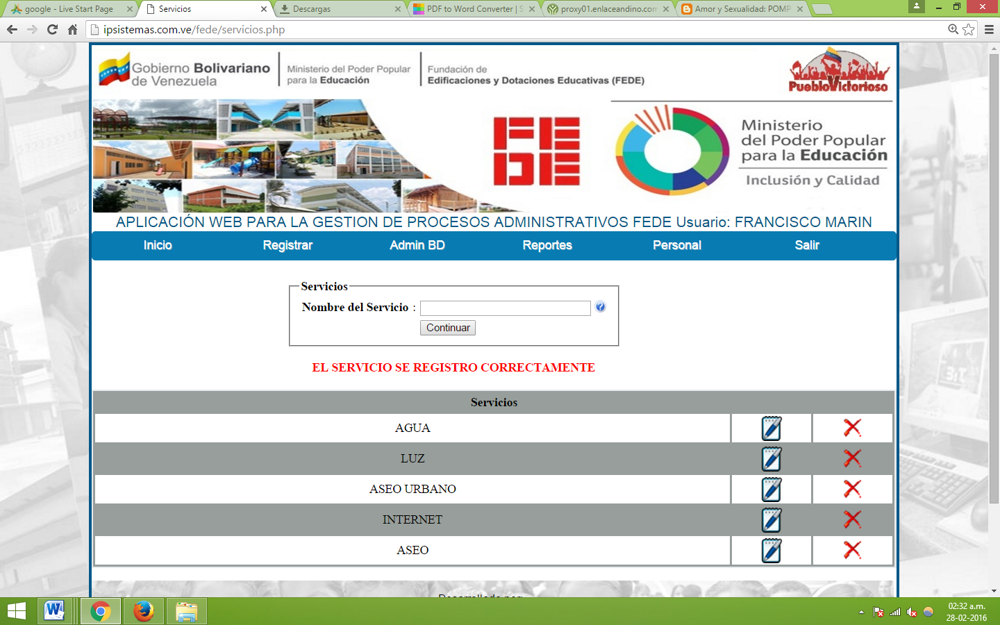 google - Live Start Page
Servicios
Descargas
PDF to Word Converter | S
proxy01.enlaceandino.com
Amor y Sexualidad: POMP
ipsistemas.com.ve/fede/servicios.php
Gobierno Bolivariano
de Venezuela
Ministerio del Poder Popular
para la Educación
Fundación de
Edificaciones y Dotaciones Educativas (FEDE)
PuebloVictorioso
FEDE
Ministerio
del Poder Popular
para la Educación
Inclusión y Calidad
APLICACIÓN WEB PARA LA GESTION DE PROCESOS ADMINISTRATIVOS FEDE Usuario: FRANCISCO MARIN
Inicio Registrar Admin BD Reportes Personal Salir
Servicios
Nombre del Servicio :
Continuar
EL SERVICIO SE REGISTRO CORRECTAMENTE
Servicios
AGUA
LUZ
ASEO URBANO
INTERNET
ASEO
Desarrollado por:
02:32 a.m.
28-02-2016